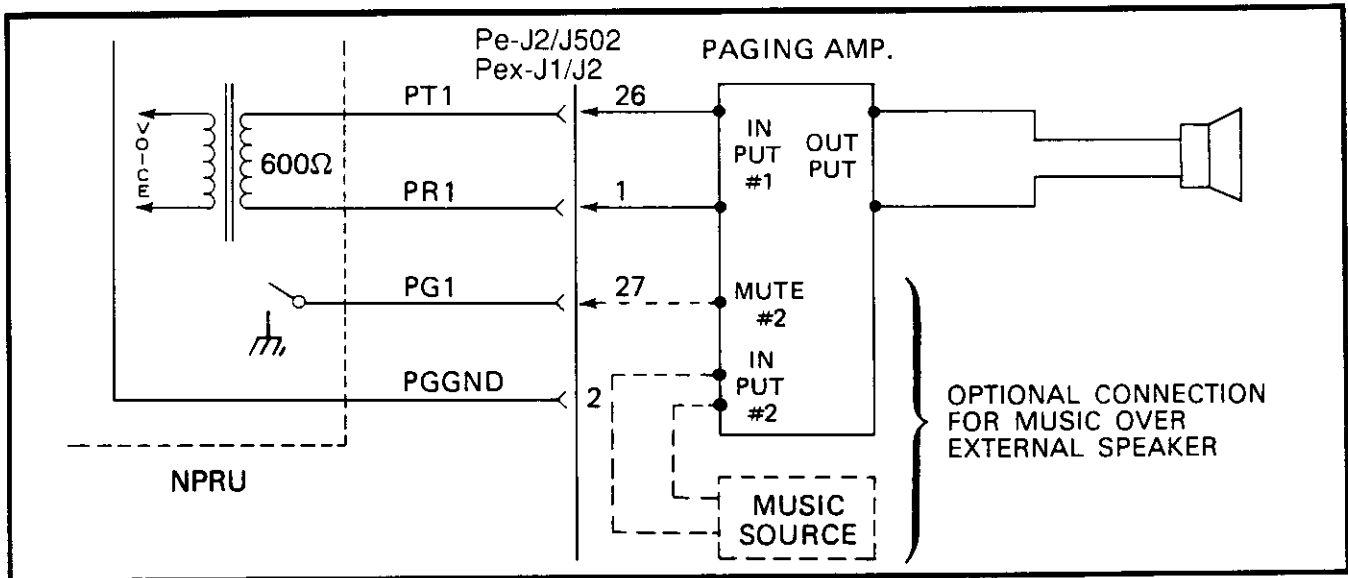 Pe-J2/J502
Pex-J1/J2
PAGING AMP.
VOICE
600Ω
PT1
26
PR1
1
PG1
27
PGGND
2
IN
PUT
#1
OUT
PUT
MUTE
#2
IN
PUT
#2
MUSIC
SOURCE
OPTIONAL CONNECTION
FOR MUSIC OVER
EXTERNAL SPEAKER
NPRU